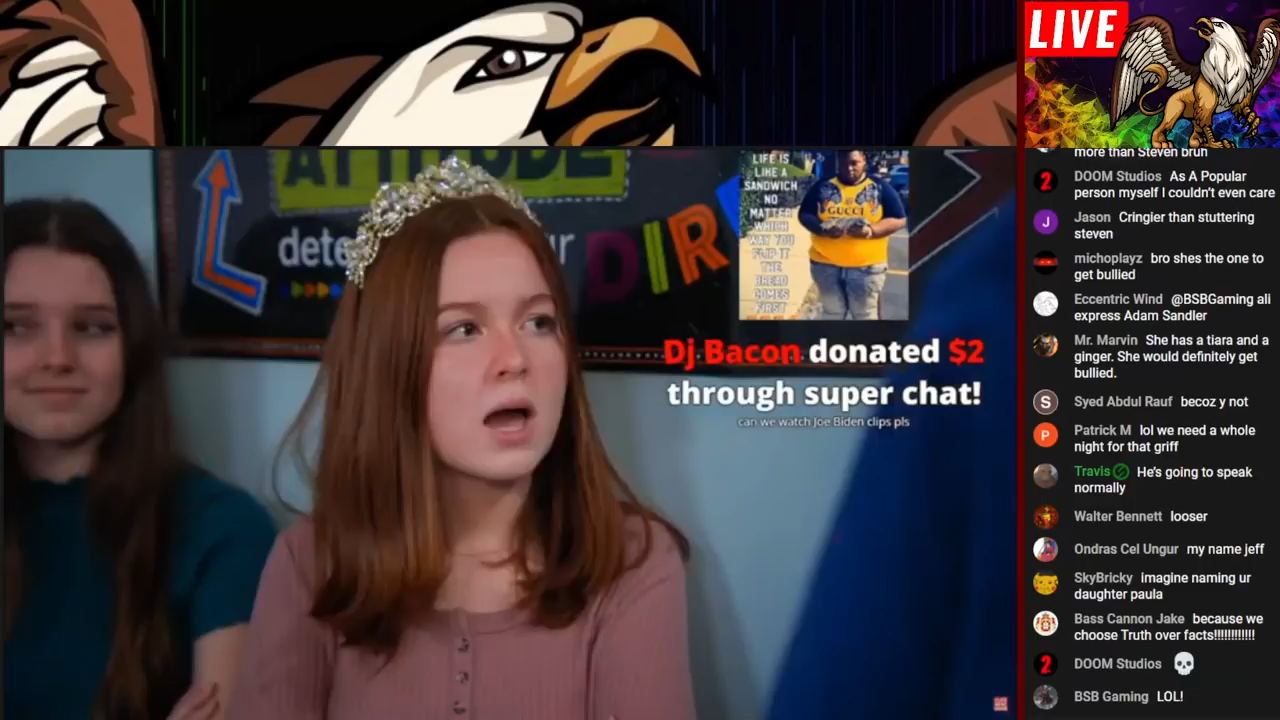 LIVE
ATTITUDE
dete
ur
DIR
LIFE IS
LIKE A
SANDWICH
NO
MATTER
WHICH
WAY YOU
FLIP IT
THE
BREAD
COMES
FIRST
GUCCI
Dj Bacon donated $2
through super chat!
can we watch Joe Biden clips pls
more than Steven bruh
DOOM Studios As A Popular
person myself I couldn't even care
Jason Cringier than stuttering
steven
michoplayz bro shes the one to
get bullied
Eccentric Wind @BSBGaming ali
express Adam Sandler
Mr. Marvin She has a tiara and a
ginger. She would definitely get
bullied.
Syed Abdul Rauf becoz y not
Patrick M lol we need a whole
night for that griff
Travis He's going to speak
normally
Walter Bennett looser
Ondras Cel Ungur my name jeff
SkyBricky imagine naming ur
daughter paula
Bass Cannon Jake because we
choose Truth over facts!!!!!!!!!!!!
DOOM Studios
BSB Gaming LOL!
2
J
S
P
2